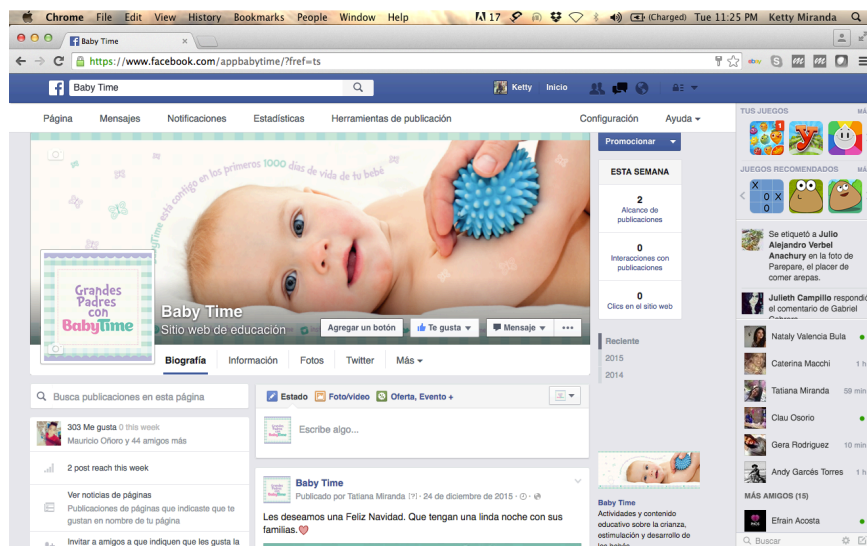 Chrome File Edit View History Bookmarks People Window Help
17 (Charged) Tue 11:25 PM Ketty Miranda
Baby Time
https://www.facebook.com/appbabytime/?fref=ts
Baby Time
Ketty Inicio
Página Mensajes Notificaciones Estadísticas Herramientas de publicación Configuración Ayuda
BabyTime está contigo en los primeros 1000 días de vida de tu bebé
Grandes
Padres
con
BabyTime
Baby Time
Sitio web de educación
Agregar un botón Te gusta Mensaje
Biografía Información Fotos Twitter Más
Promocionar
ESTA SEMANA
2
Alcance de
publicaciones
0
Interacciones con
publicaciones
0
Clics en el sitio web
Reciente
2015
2014
Busca publicaciones en esta página
303 Me gusta 0 this week
Mauricio Oñoro y 44 amigos más
2 post reach this week
Ver noticias de páginas
Publicaciones de páginas que indicaste que te
gustan en nombre de tu página
Invitar a amigos a que indiquen que les gusta la
Estado Foto/video Oferta, Evento +
Escribe algo...
Baby Time
Publicado por Tatiana Miranda [?] · 24 de diciembre de 2015 ·
Les deseamos una Feliz Navidad. Que tengan una linda noche con sus
familias.
Baby Time
Actividades y contenido
educativo sobre la crianza,
estimulación y desarrollo de
los bebés
TUS JUEGOS MÁ
1
JUEGOS RECOMENDADOS MÁ
X
0 X
0
Se etiquetó a Julio
Alejandro Verbel
Anachury en la foto de
Parepare, el placer de
comer arepas.
Julieth Campillo respondió
el comentario de Gabriel
Nataly Valencia Bula
Caterina Macchi 1 h
Tatiana Miranda 59 min
Clau Osorio
Gera Rodriguez 10 min
Andy Garcés Torres 1 h
MÁS AMIGOS (15)
Efrain Acosta
Buscar